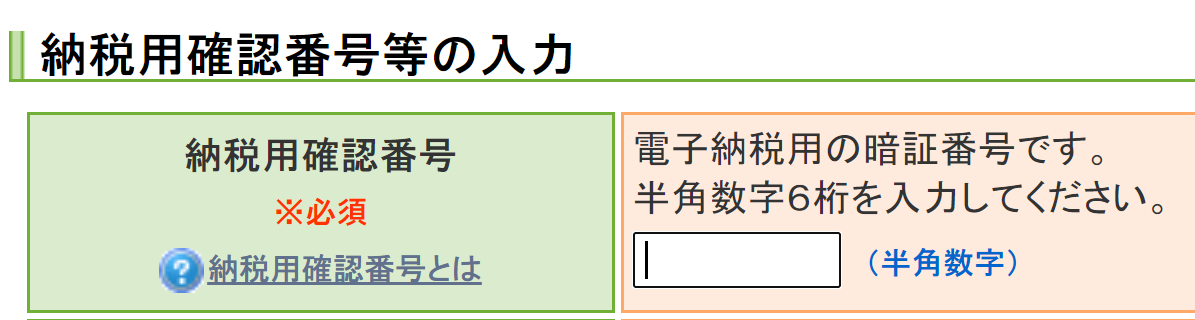 納税用確認番号等の入力
納税用確認番号
※必須
納税用確認番号とは
電子納税用の暗証番号です。
半角数字6桁を入力してください。
（半角数字）